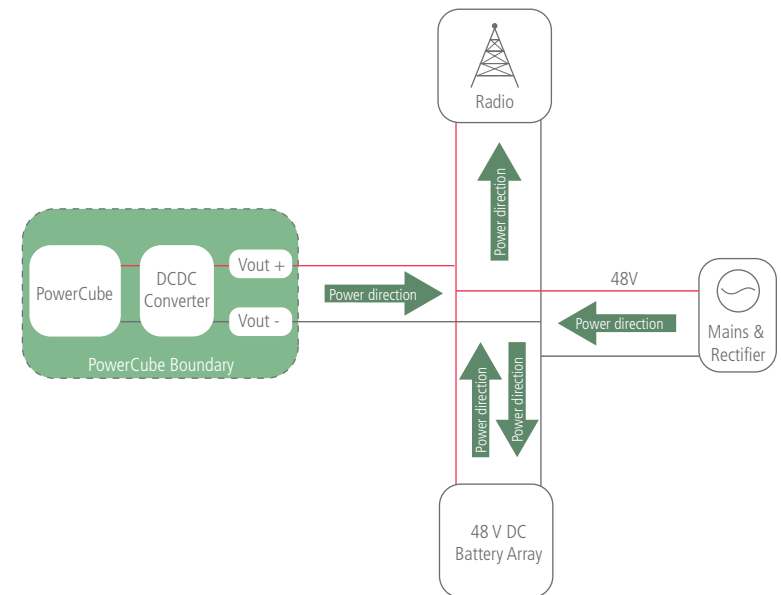 Radio
Power direction
PowerCube
DCDC
Converter
Vout +
Vout -
PowerCube Boundary
Power direction
48V
Power direction
Mains &
Rectifier
Power direction
Power direction
48 V DC
Battery Array